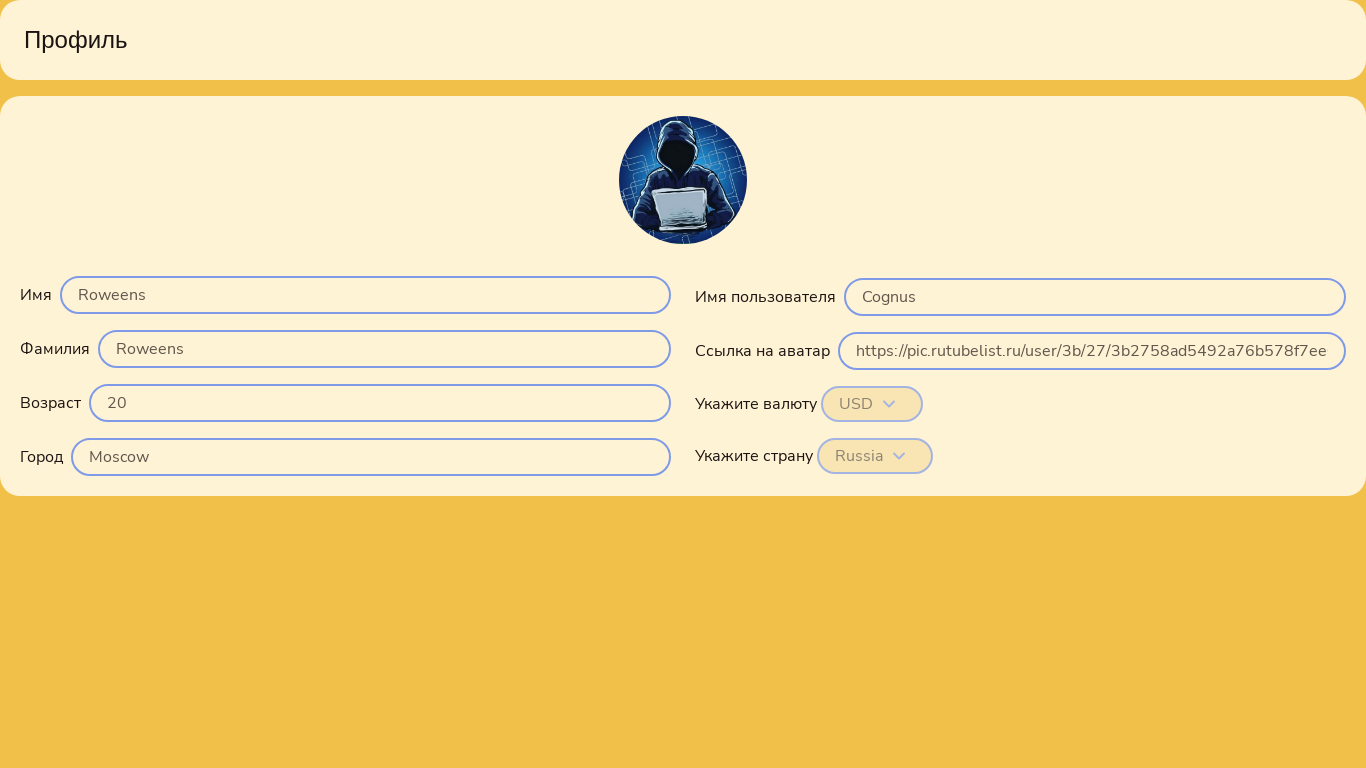 Профиль
Имя Roweens
Фамилия Roweens
Возраст 20
Город Moscow
Имя пользователя Cognus
Ссылка на аватар https://pic.rutubelist.ru/user/3b/27/3b2758ad5492a76b578f7ee
Укажите валюту USD
Укажите страну Russia